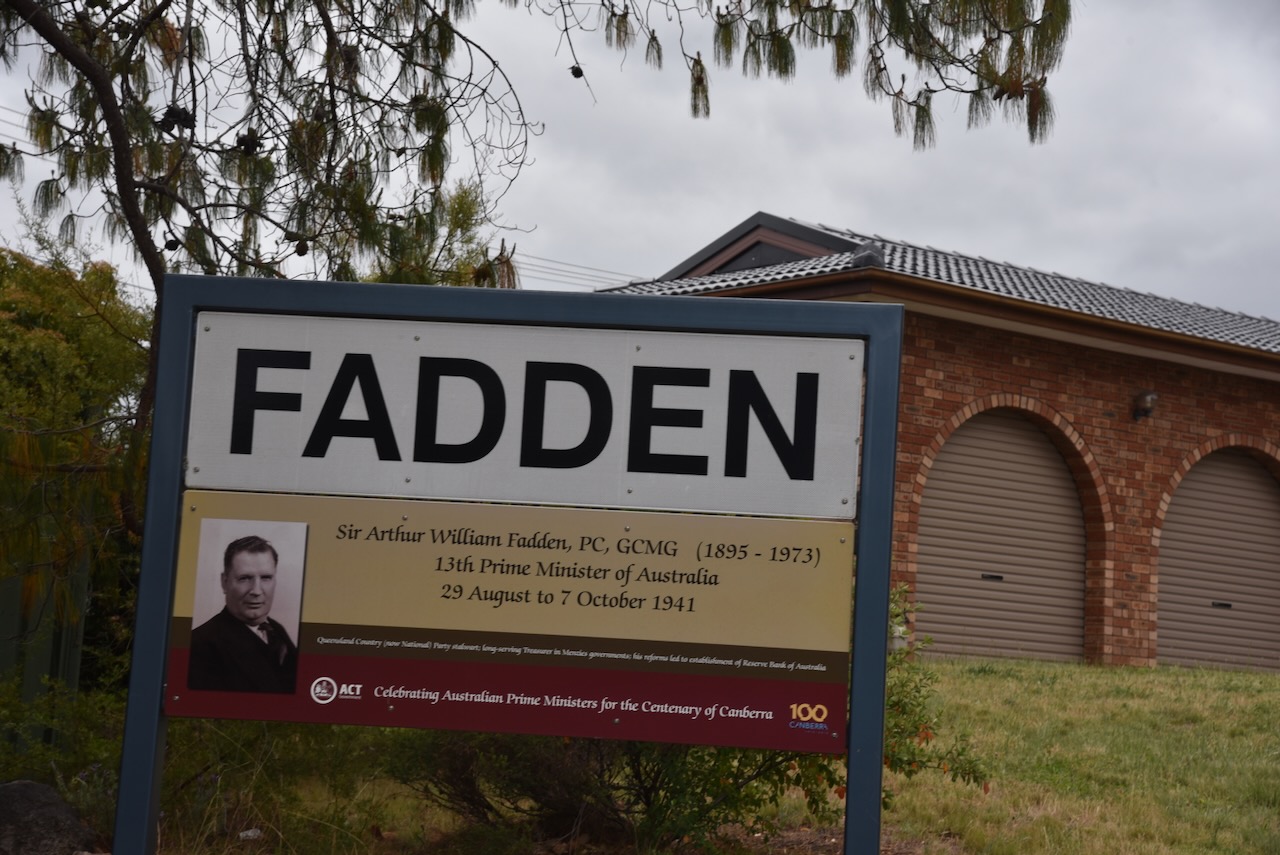 FADDEN
Sir Arthur William Fadden, PC, GCMG (1895 - 1973)
13th Prime Minister of Australia
29 August to 7 October 1941
Queensland Country (now National) Party stalwart; long-serving Treasurer in Menzies governments; his reforms led to establishment of Reserve Bank of Australia
ACT
Celebrating Australian Prime Ministers for the Centenary of Canberra
100
CANBERRA